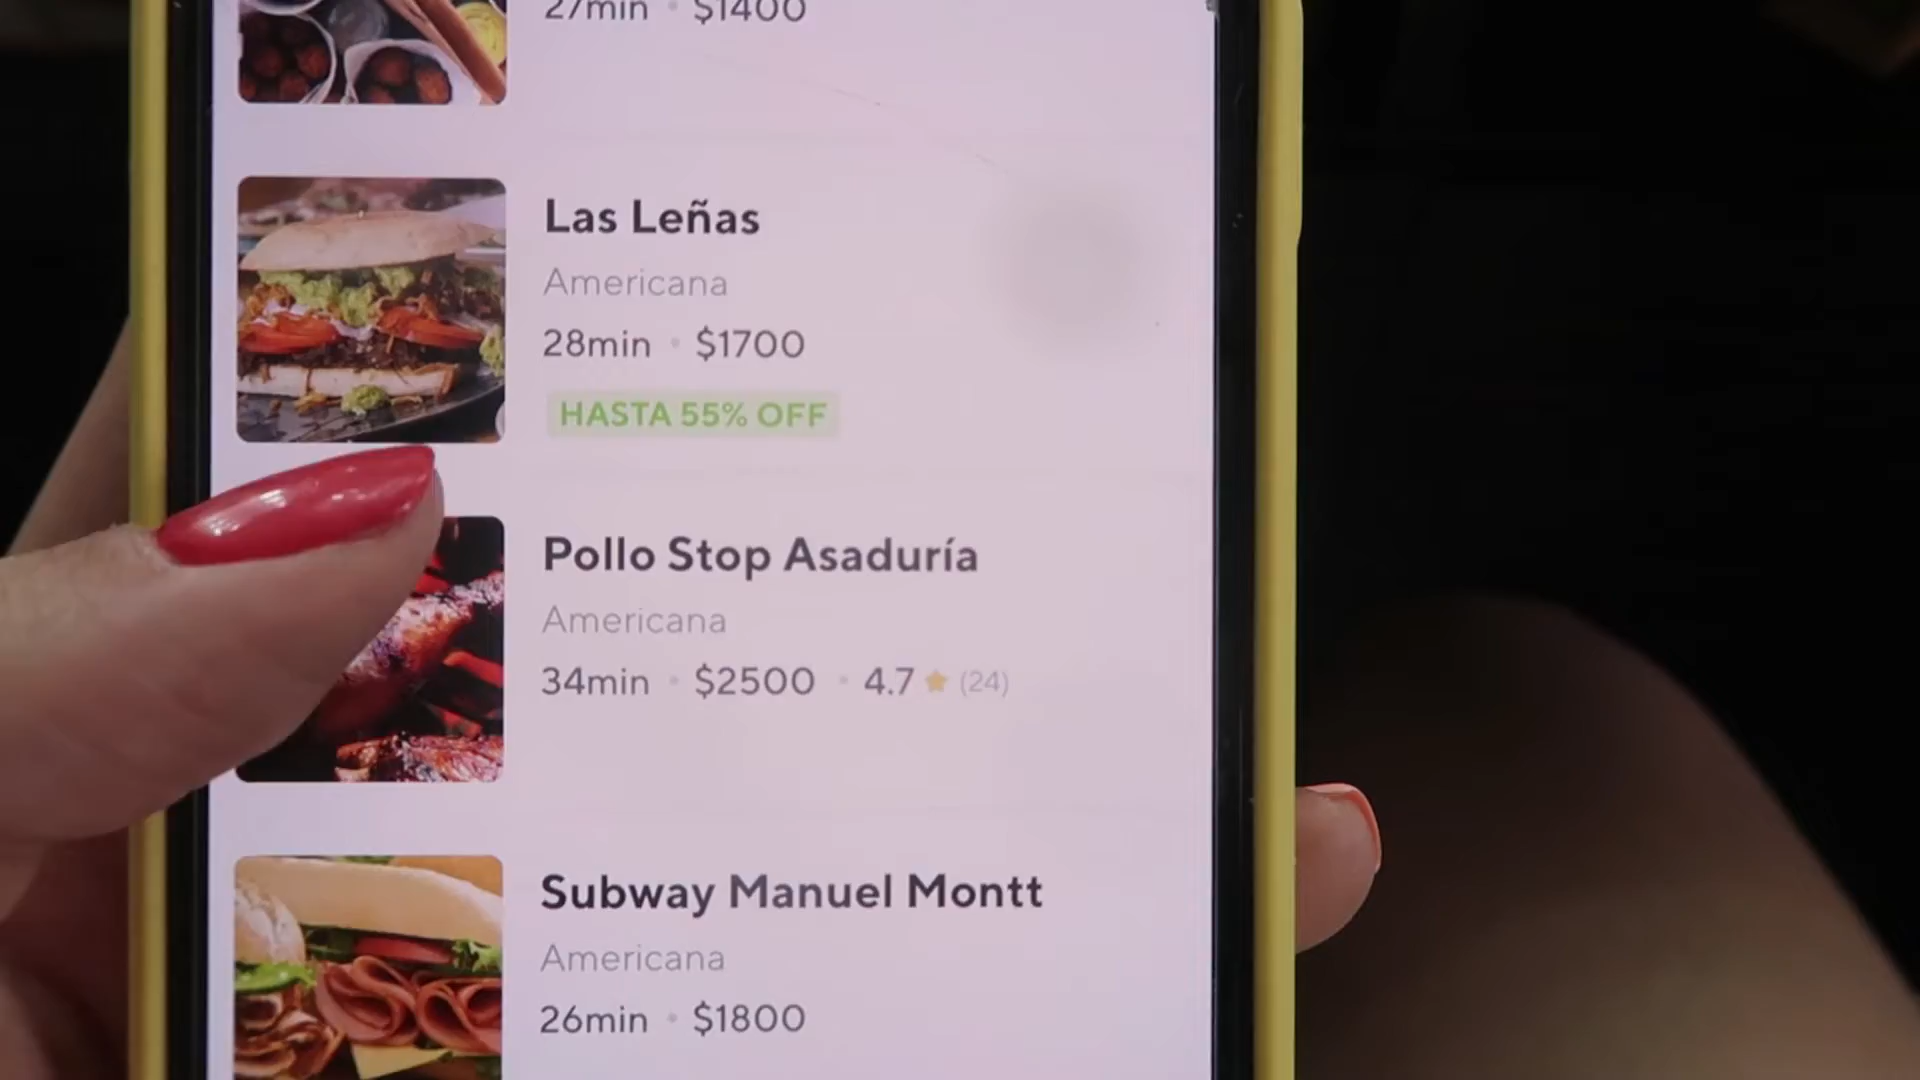 27min • $1400
Las Leñas
Americana
28min • $1700
HASTA 55% OFF
Pollo Stop Asaduría
Americana
34min • $2500 • 4.7 ★ (24)
Subway Manuel Montt
Americana
26min • $1800